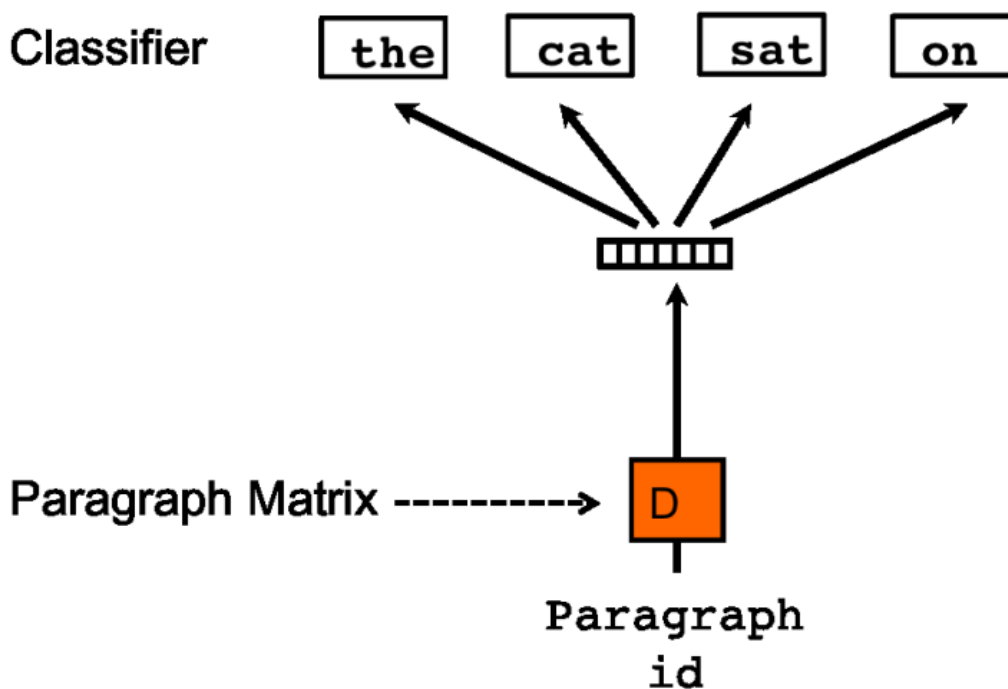 Classifier the cat sat on
Paragraph Matrix D
Paragraph
id